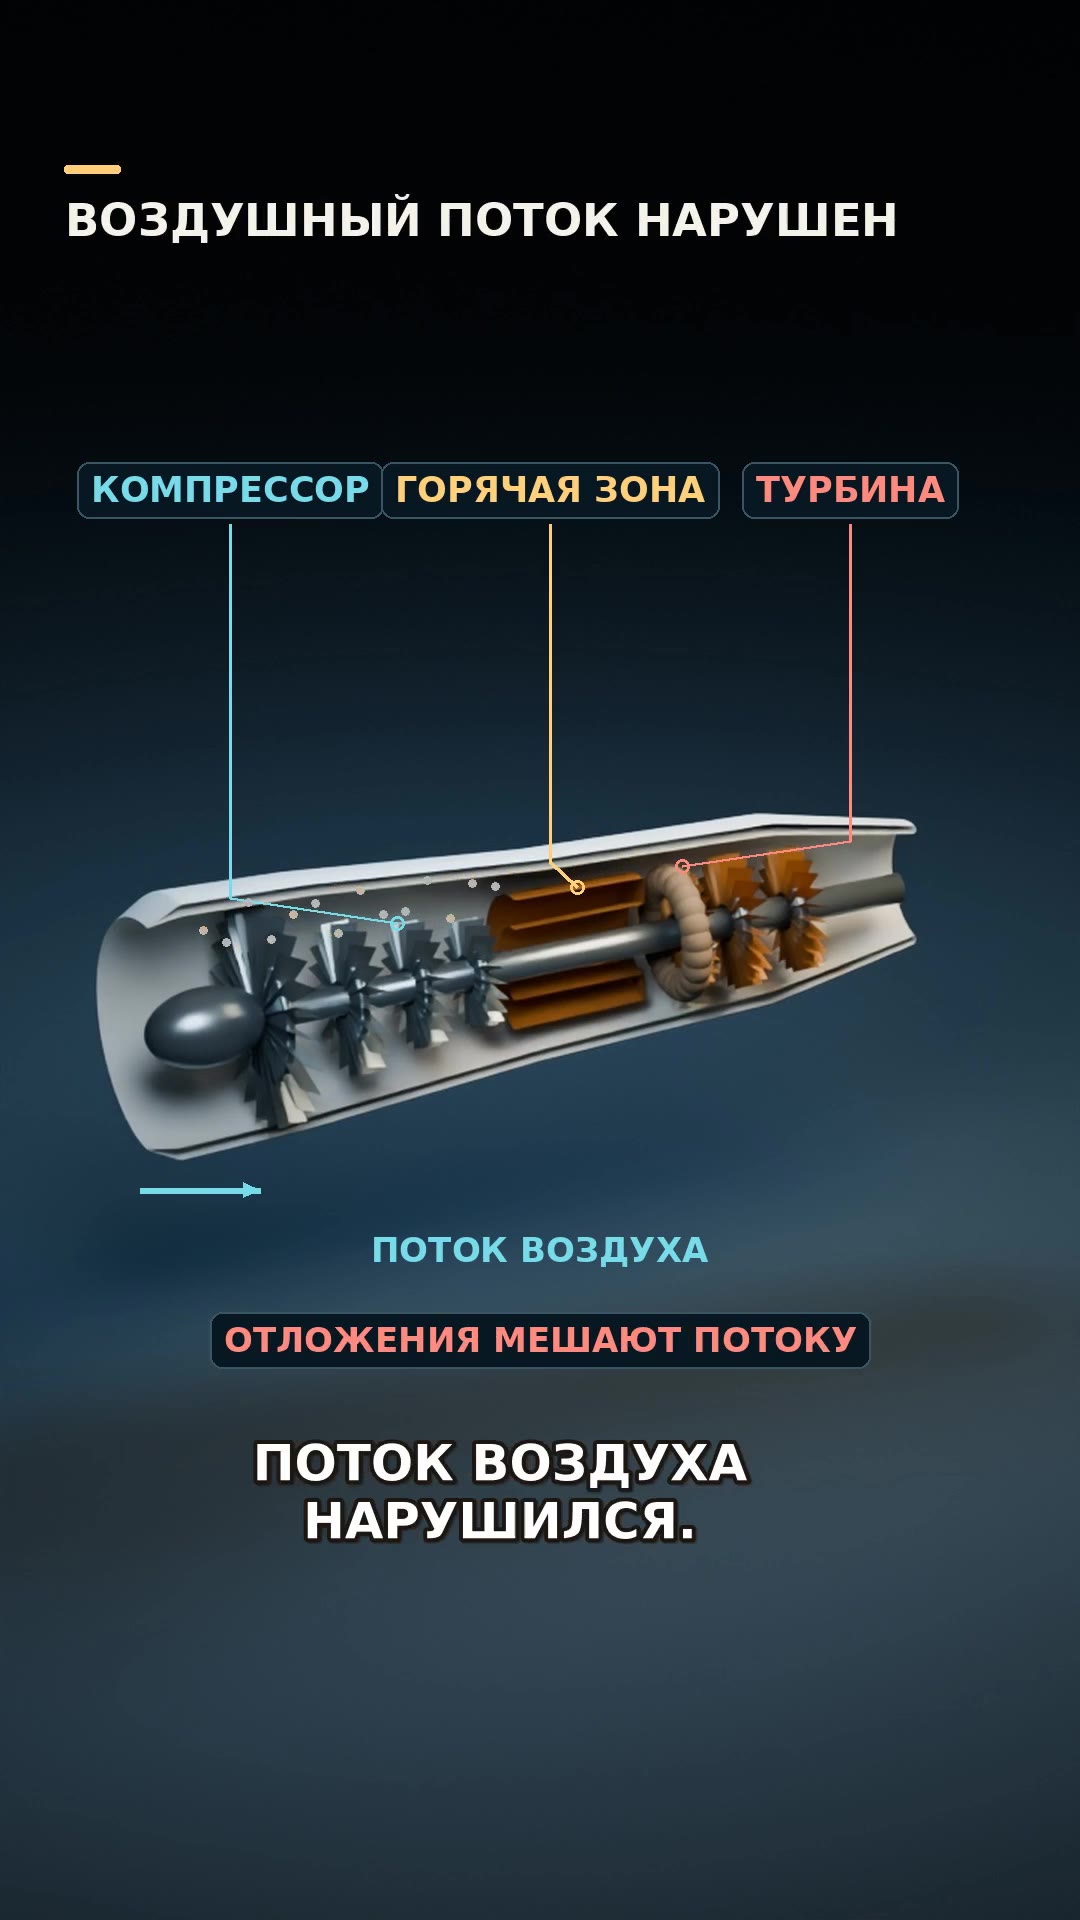 ВОЗДУШНЫЙ ПОТОК НАРУШЕН
КОМПРЕССОР ГОРЯЧАЯ ЗОНА ТУРБИНА
ПОТОК ВОЗДУХА
ОТЛОЖЕНИЯ МЕШАЮТ ПОТОКУ
ПОТОК ВОЗДУХА
НАРУШИЛСЯ.